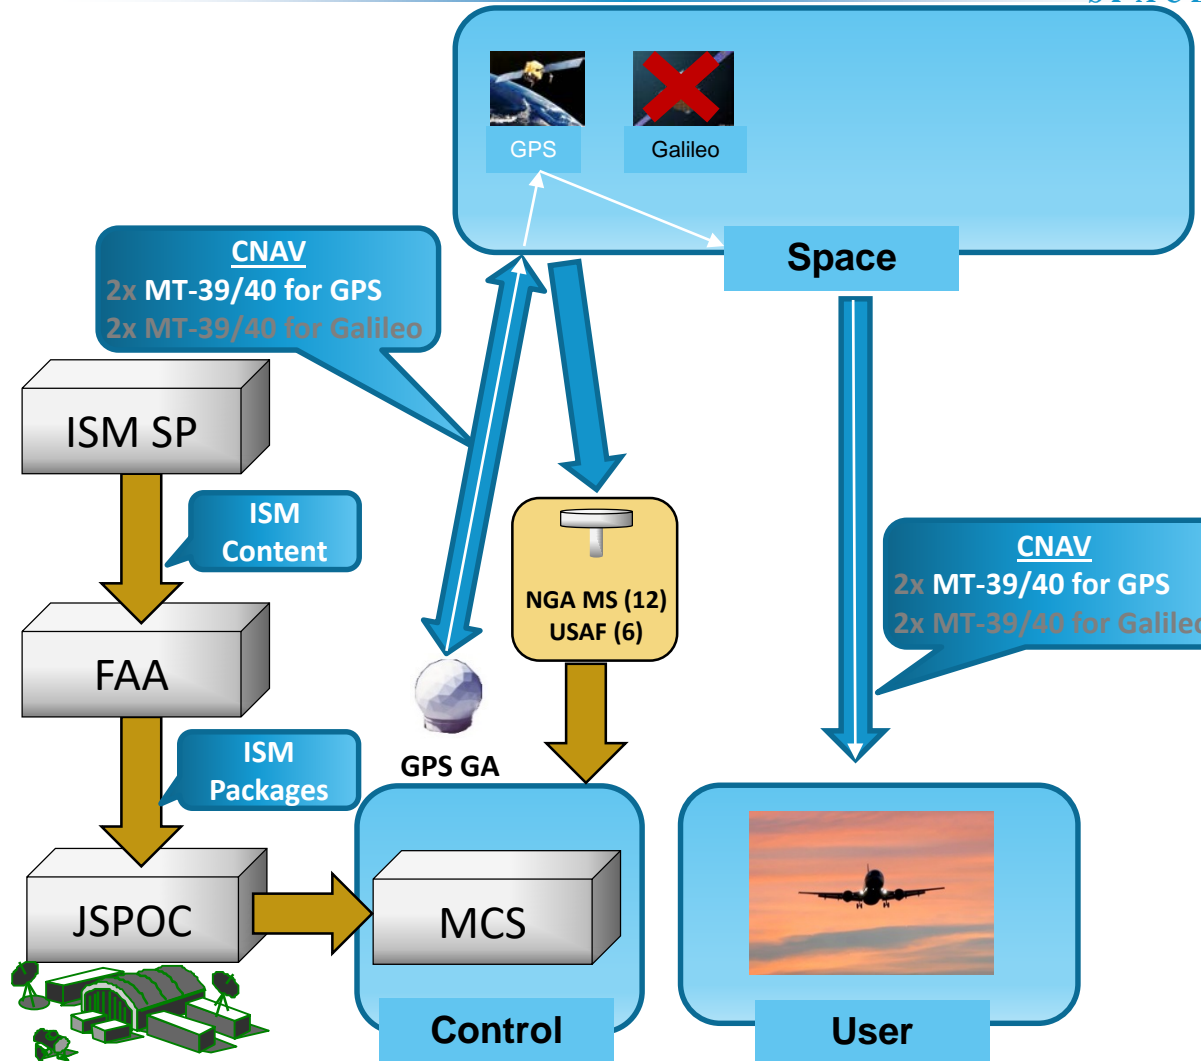 GPS
Galileo
Space
CNAV
2x MT-39/40 for GPS
2x MT-39/40 for Galileo
ISM SP
ISM
Content
NGA MS (12)
USAF (6)
CNAV
2x MT-39/40 for GPS
2x MT-39/40 for Galileo
FAA
GPS GA
ISM
Packages
JSPOC
MCS
Control
User